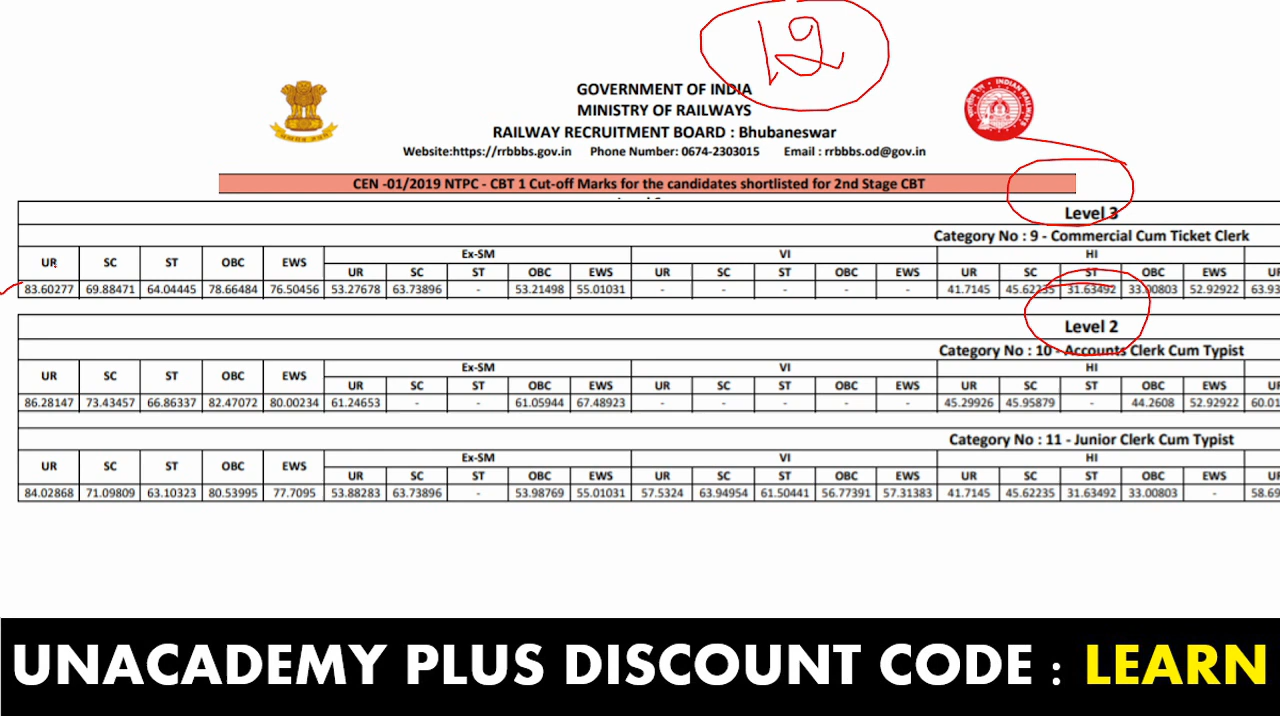 GOVERNMENT OF INDIA
MINISTRY OF RAILWAYS
RAILWAY RECRUITMENT BOARD : Bhubaneswar
Website:https://rrbbbs.gov.in Phone Number: 0674-2303015 Email : rrbbbs.od@gov.in
INDIAN RAILWAYS
CEN -01/2019 NTPC - CBT 1 Cut-off Marks for the candidates shortlisted for 2nd Stage CBT
Level 3
Category No : 9 - Commercial Cum Ticket Clerk
UR SC ST OBC EWS Ex-SM VI HI
UR SC ST OBC EWS UR SC ST OBC EWS UR SC ST OBC EWS U
83.60277 69.88471 64.04445 78.66484 76.50456 53.27678 63.73896 - 53.21498 55.01031 - - - - - 41.7145 45.62235 31.63492 33.00803 52.92922 63.93
Level 2
Category No : 10 - Accounts Clerk Cum Typist
UR SC ST OBC EWS Ex-SM VI HI
UR SC ST OBC EWS UR SC ST OBC EWS UR SC ST OBC EWS U
86.28147 73.43457 66.86337 82.47072 80.00234 61.24653 - - 61.05944 67.48923 - - - - - 45.29926 45.95879 - 44.2608 52.92922 60.01
Category No : 11 - Junior Clerk Cum Typist
UR SC ST OBC EWS Ex-SM VI HI
UR SC ST OBC EWS UR SC ST OBC EWS UR SC ST OBC EWS U
84.02868 71.09809 63.10323 80.53995 77.7095 53.88283 63.73896 - 53.98769 55.01031 57.5324 63.94954 61.50441 56.77391 57.31383 41.7145 45.62235 31.63492 33.00803 - 58.69
UNACADEMY PLUS DISCOUNT CODE : LEARN